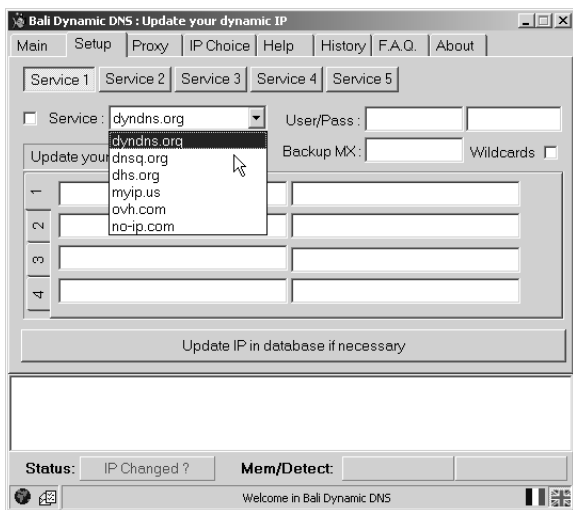 Bali Dynamic DNS : Update your dynamic IP
Main Setup Proxy IP Choice Help History F.A.Q. About
Service 1 Service 2 Service 3 Service 4 Service 5
Service : dyndns.org User/Pass :
dyndns.org
Update your
dnsq.org
Backup MX : Wildcards
dhs.org
myip.us
ovh.com
no-ip.com
1
2
3
4
Update IP in database if necessary
Status: IP Changed ? Mem/Detect:
Welcome in Bali Dynamic DNS